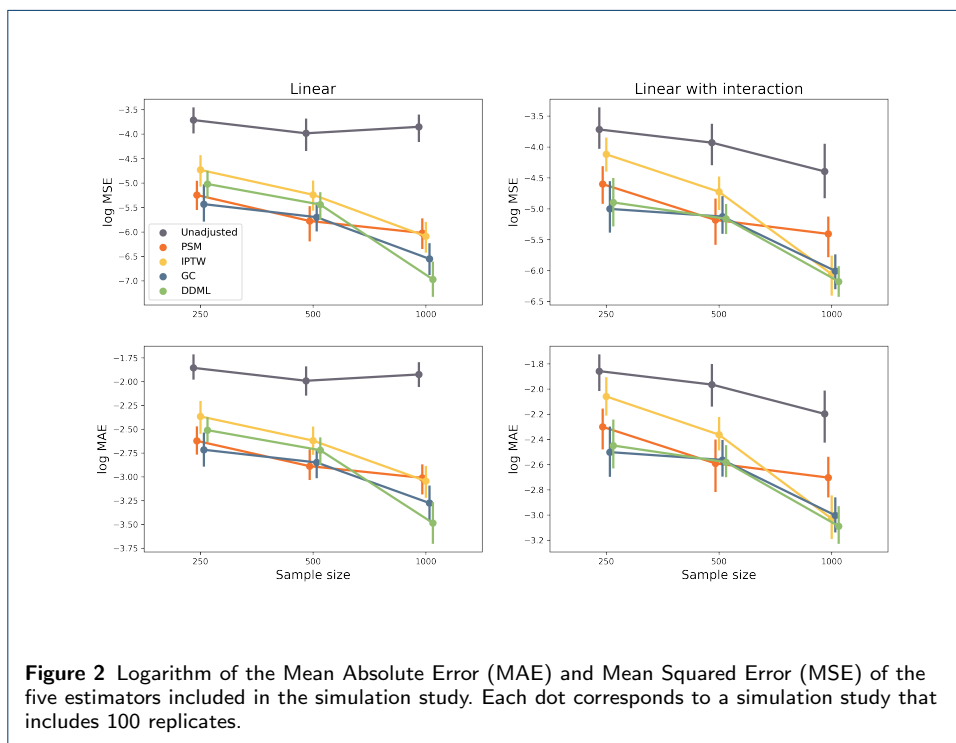 Linear
Linear with interaction
log MSE
−3.5
−4.0
−4.5
−5.0
−5.5
−6.0
−6.5
−7.0
Unadjusted
PSM
IPTW
GC
DDML
250
500
1000
−3.5
−4.0
−4.5
−5.0
−5.5
−6.0
−6.5
log MSE
250
500
1000
log MAE
−1.75
−2.00
−2.25
−2.50
−2.75
−3.00
−3.25
−3.50
−3.75
250
500
1000
Sample size
log MAE
−1.8
−2.0
−2.2
−2.4
−2.6
−2.8
−3.0
−3.2
250
500
1000
Sample size
Figure 2 Logarithm of the Mean Absolute Error (MAE) and Mean Squared Error (MSE) of the
five estimators included in the simulation study. Each dot corresponds to a simulation study that
includes 100 replicates.